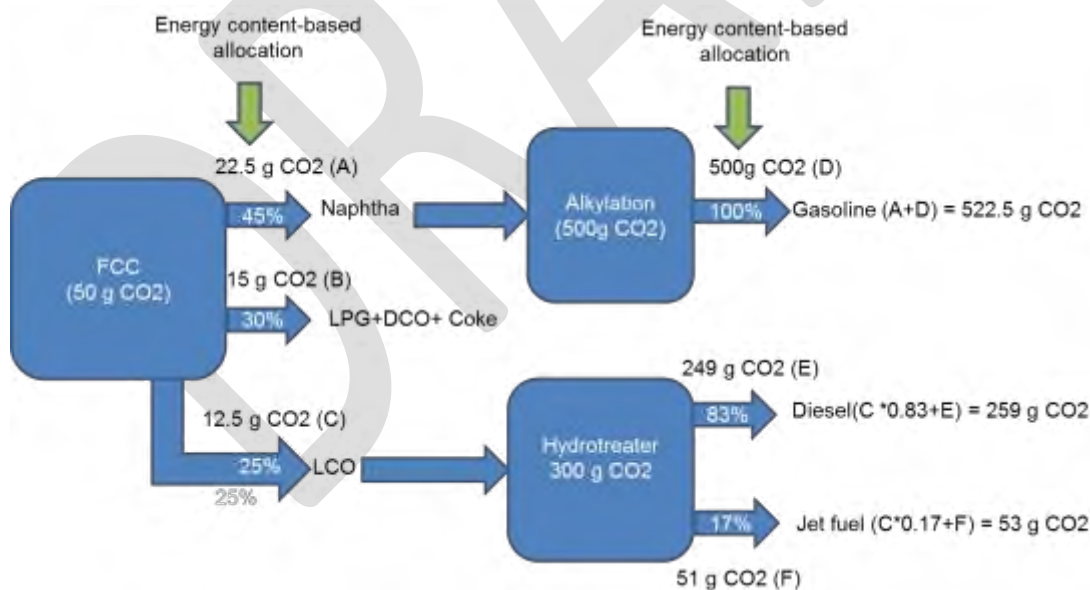 Energy content-based
allocation
Energy content-based
allocation
22.5 g CO2 (A)
45%
Naphtha
Alkylation
(500g CO2)
500g CO2 (D)
100%
Gasoline (A+D) = 522.5 g CO2
FCC
(50 g CO2)
15 g CO2 (B)
30%
LPG+DCO+ Coke
12.5 g CO2 (C)
25%
25%
LCO
Hydrotreater
300 g CO2
249 g CO2 (E)
83%
Diesel(C *0.83+E) = 259 g CO2
17%
Jet fuel (C*0.17+F) = 53 g CO2
51 g CO2 (F)